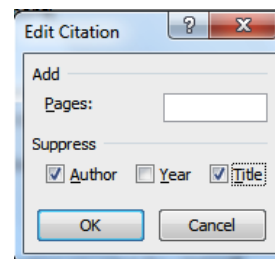 Edit Citation
Add
Pages:
Suppress
Author Year Title
OK Cancel